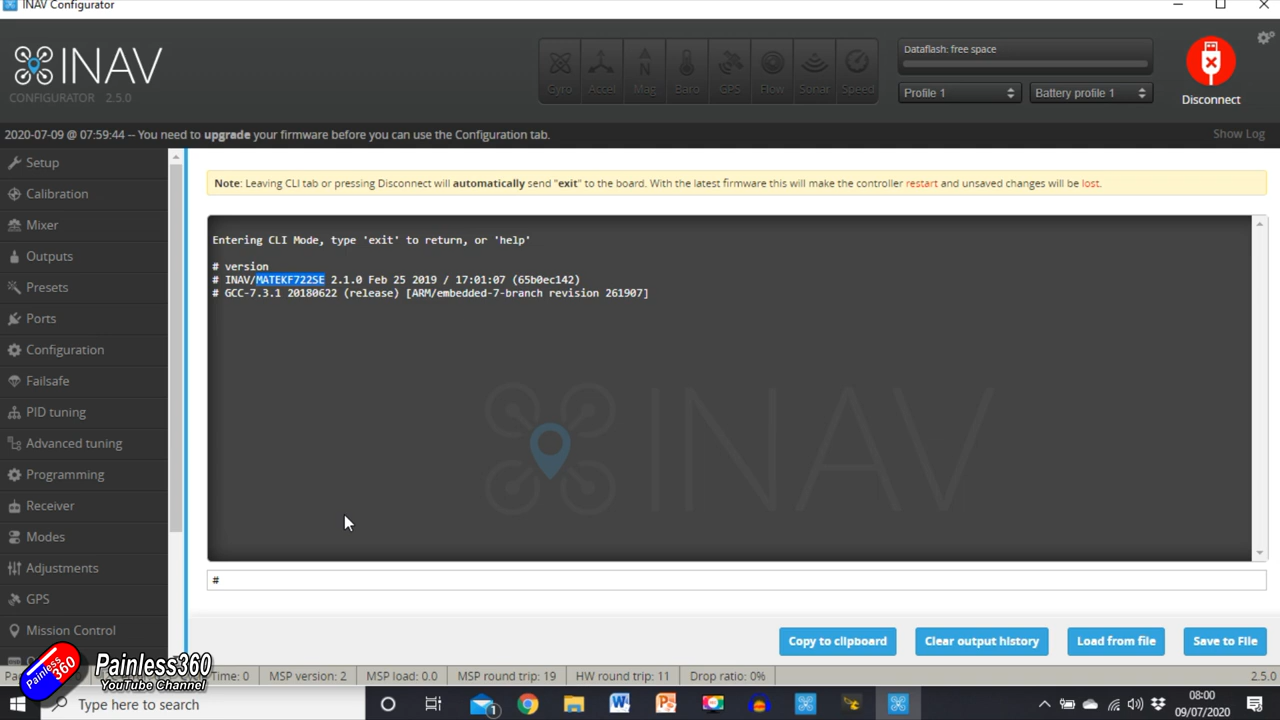 INAV Configurator
INAV
CONFIGURATOR 2.5.0
Gyro
Accel
Mag
Baro
GPS
Flow
Sonar
Speed
Dataflash: free space
Profile 1
Battery profile 1
Disconnect
2020-07-09 @ 07:59:44 -- You need to upgrade your firmware before you can use the Configuration tab.
Show Log
Setup
Calibration
Mixer
Outputs
Presets
Ports
Configuration
Failsafe
PID tuning
Advanced tuning
Programming
Receiver
Modes
Adjustments
GPS
Mission Control
Note: Leaving CLI tab or pressing Disconnect will automatically send "exit" to the board. With the latest firmware this will make the controller restart and unsaved changes will be lost.
Entering CLI Mode, type 'exit' to return, or 'help'
# version
# INAV/MATEKF722SE 2.1.0 Feb 25 2019 / 17:01:07 (65b0ec142)
# GCC-7.3.1 20180622 (release) [ARM/embedded-7-branch revision 261907]
INAV
#
Copy to clipboard
Clear output history
Load from file
Save to File
Painless360
Painless360
YouTube Channel
Time: 0
MSP version: 2
MSP load: 0.0
MSP round trip: 19
HW round trip: 11
Drop ratio: 0%
2.5.0
Type here to search
1
08:00
09/07/2020